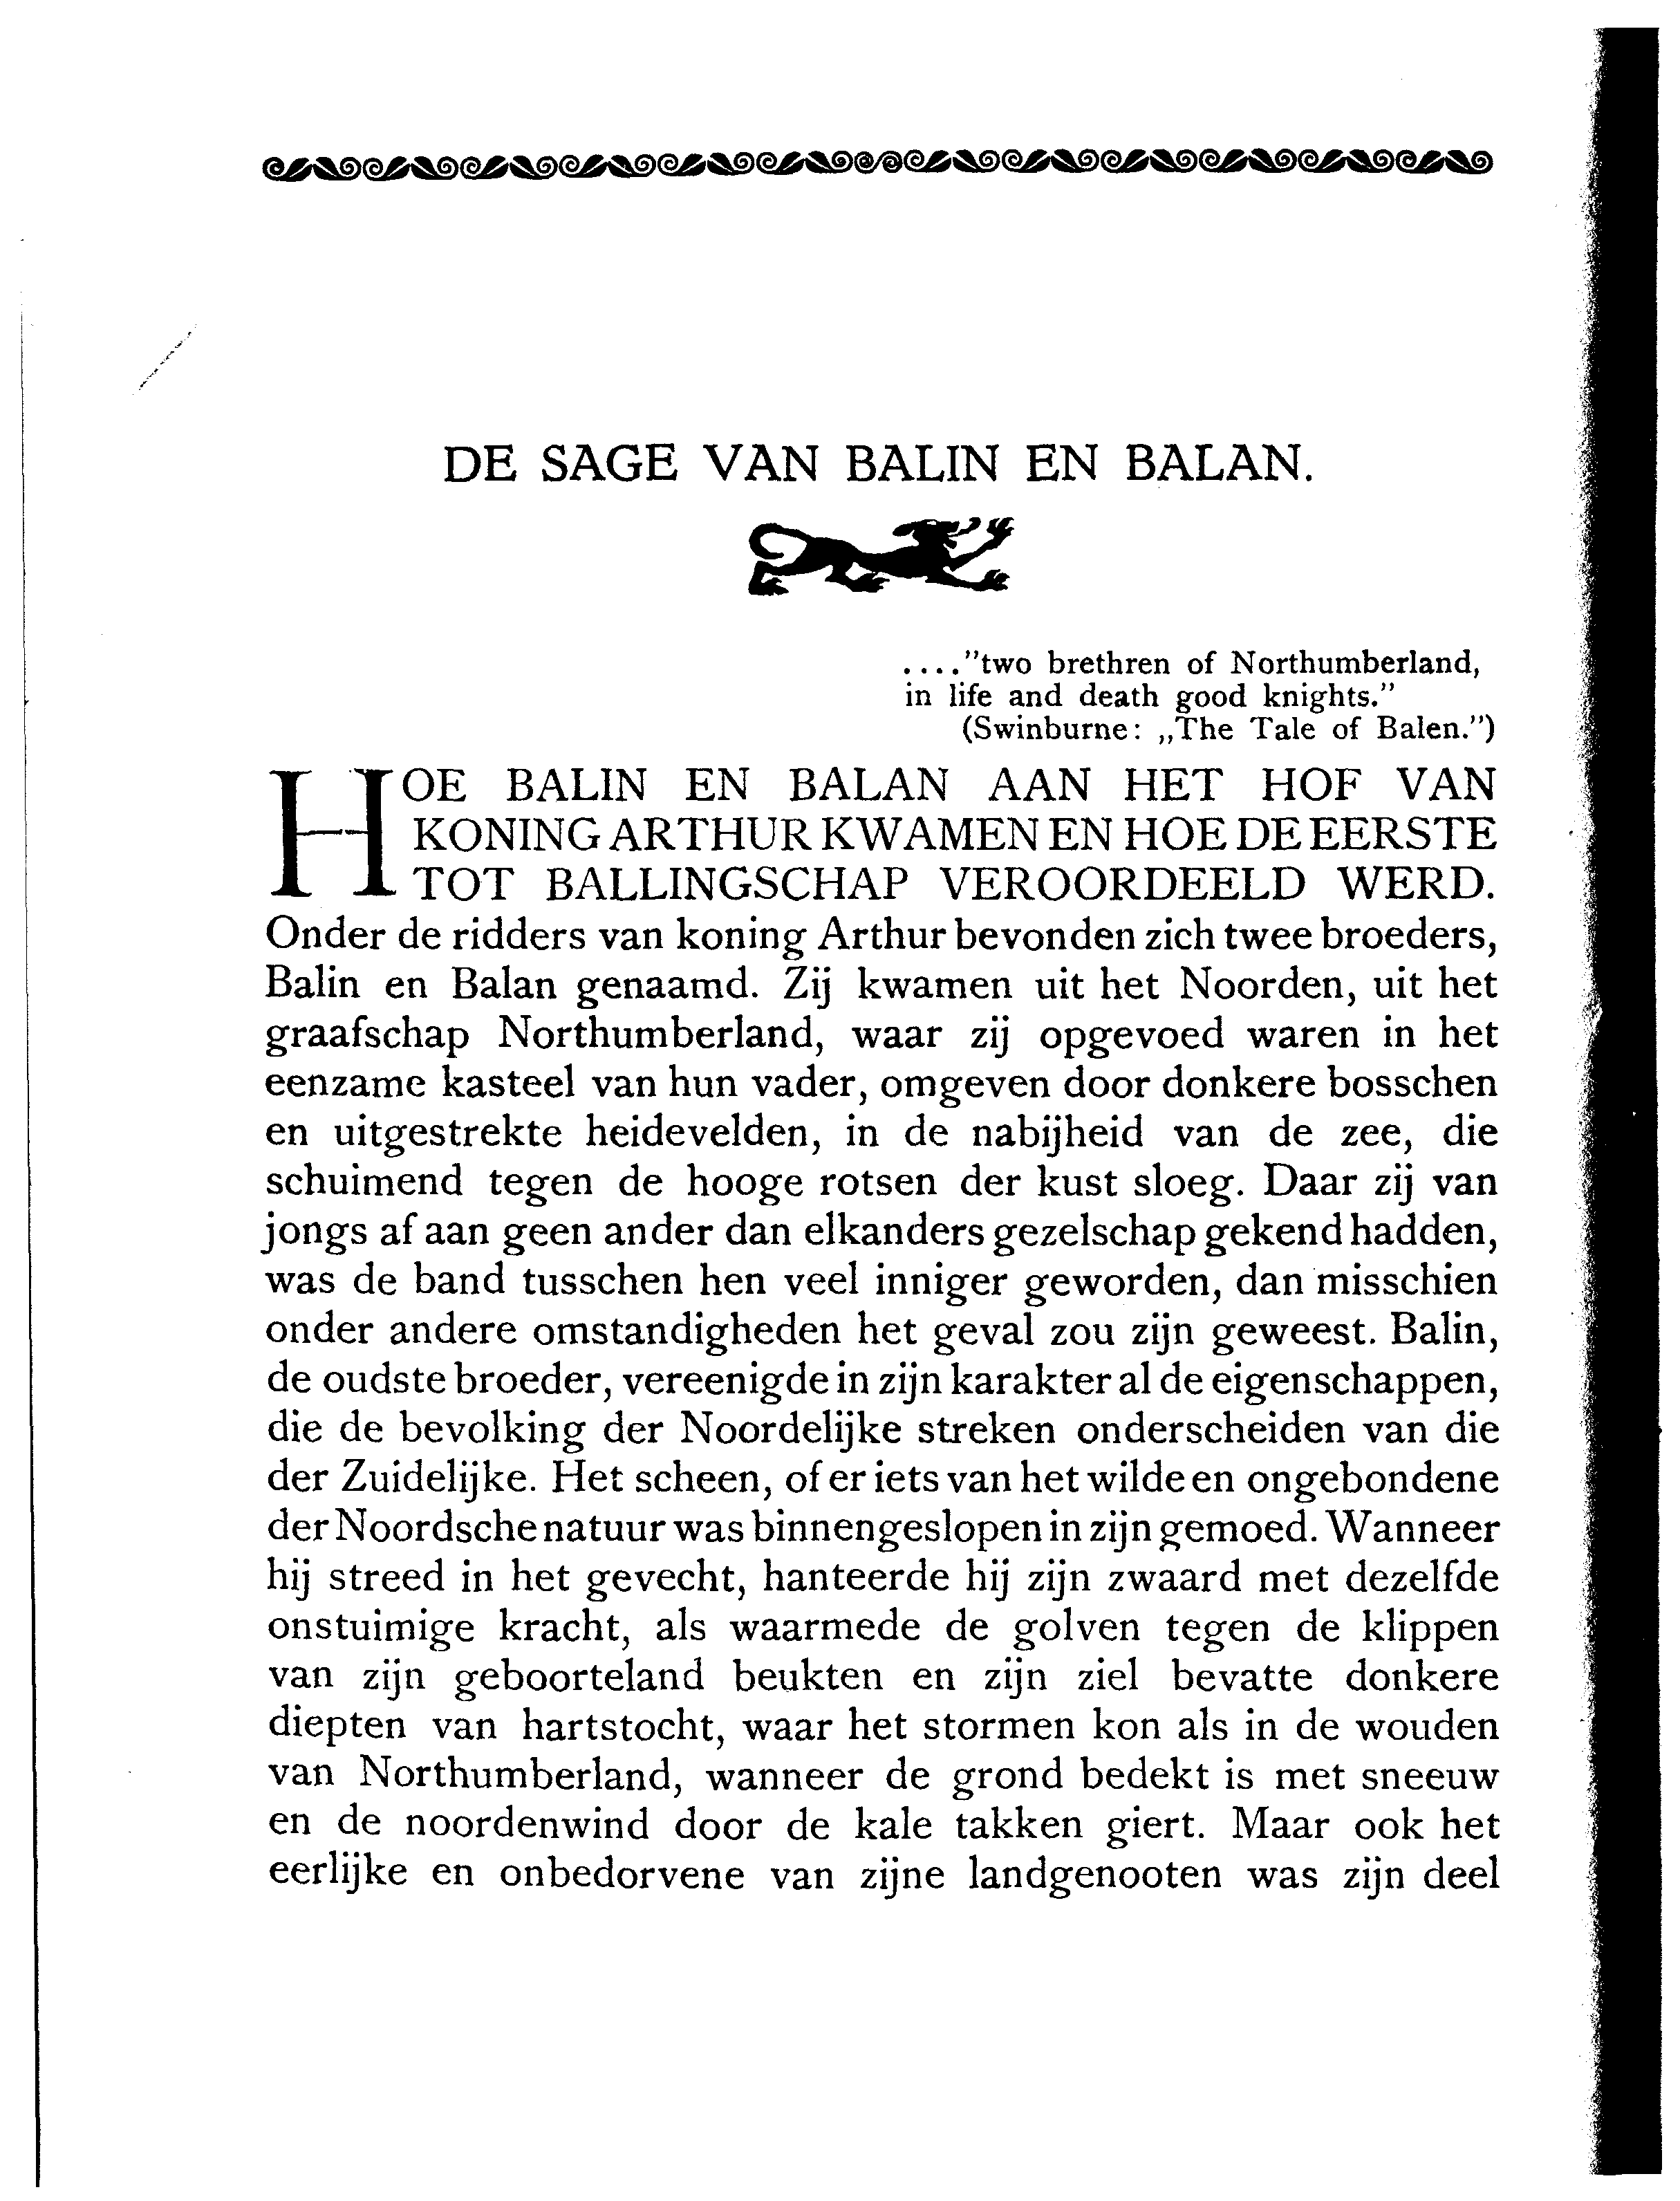 DE SAGE VAN BALIN EN BALAN.
...."two brethren of Northumberland,
in life and death good knights."
(Swinburne: „The Tale of Balen.")
HOE BALIN EN BALAN AAN HET HOF VAN
KONING ARTHUR KWAMEN EN HOE DE EERSTE
TOT BALLINGSCHAP VEROORDEELD WERD.
Onder de ridders van koning Arthur bevonden zich twee broeders,
Balin en Balan genaamd. Zij kwamen uit het Noorden, uit het
graafschap Northumberland, waar zij opgevoed waren in het
eenzame kasteel van hun vader, omgeven door donkere bosschen
en uitgestrekte heidevelden, in de nabijheid van de zee, die
schuimend tegen de hooge rotsen der kust sloeg. Daar zij van
jongs af aan geen ander dan elkanders gezelschap gekend hadden,
was de band tusschen hen veel inniger geworden, dan misschien
onder andere omstandigheden het geval zou zijn geweest. Balin,
de oudste broeder, vereenigde in zijn karakter al de eigenschappen,
die de bevolking der Noordelijke streken onderscheiden van die
der Zuidelijke. Het scheen, of er iets van het wilde en ongebondene
der Noordsche natuur was binnengeslopen in zijn gemoed. Wanneer
hij streed in het gevecht, hanteerde hij zijn zwaard met dezelfde
onstuimige kracht, als waarmede de golven tegen de klippen
van zijn geboorteland beukten en zijn ziel bevatte donkere
diepten van hartstocht, waar het stormen kon als in de wouden
van Northumberland, wanneer de grond bedekt is met sneeuw
en de noordenwind door de kale takken giert. Maar ook het
eerlijke en onbedorvene van zijne landgenooten was zijn deel